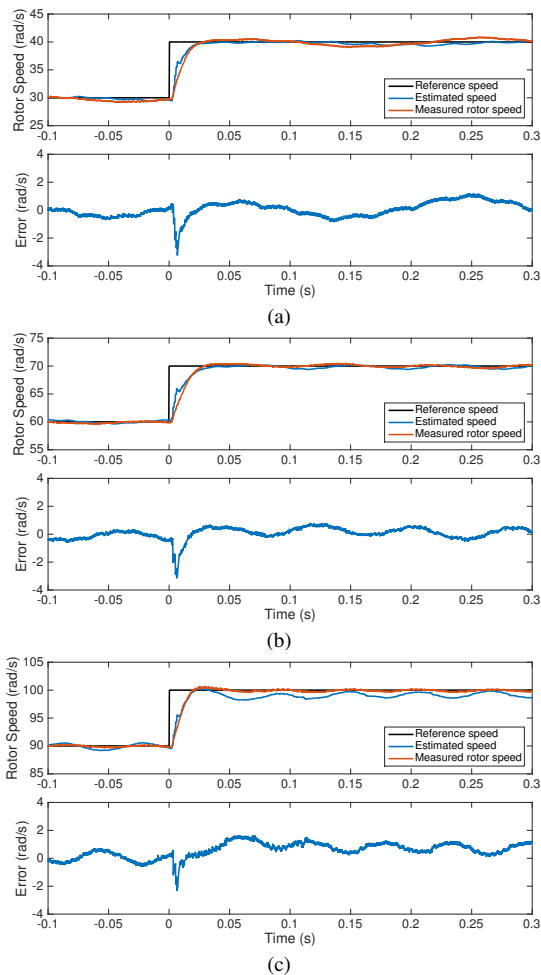 40
35
30
25
Rotor Speed (rad/s)
Reference speed
Estimated speed
Measured rotor speed
-0.1 -0.05 0 0.05 0.1 0.15 0.2 0.25 0.3
4
2
0
-2
-4
Error (rad/s)
-0.1 -0.05 0 0.05 0.1 0.15 0.2 0.25 0.3
Time (s)
(a)
75
70
65
60
55
Rotor Speed (rad/s)
Reference speed
Estimated speed
Measured rotor speed
-0.1 -0.05 0 0.05 0.1 0.15 0.2 0.25 0.3
4
2
0
-2
-4
Error (rad/s)
-0.1 -0.05 0 0.05 0.1 0.15 0.2 0.25 0.3
Time (s)
(b)
105
100
95
90
85
Rotor Speed (rad/s)
Reference speed
Estimated speed
Measured rotor speed
-0.1 -0.05 0 0.05 0.1 0.15 0.2 0.25 0.3
4
2
0
-2
-4
Error (rad/s)
-0.1 -0.05 0 0.05 0.1 0.15 0.2 0.25 0.3
Time (s)
(c)